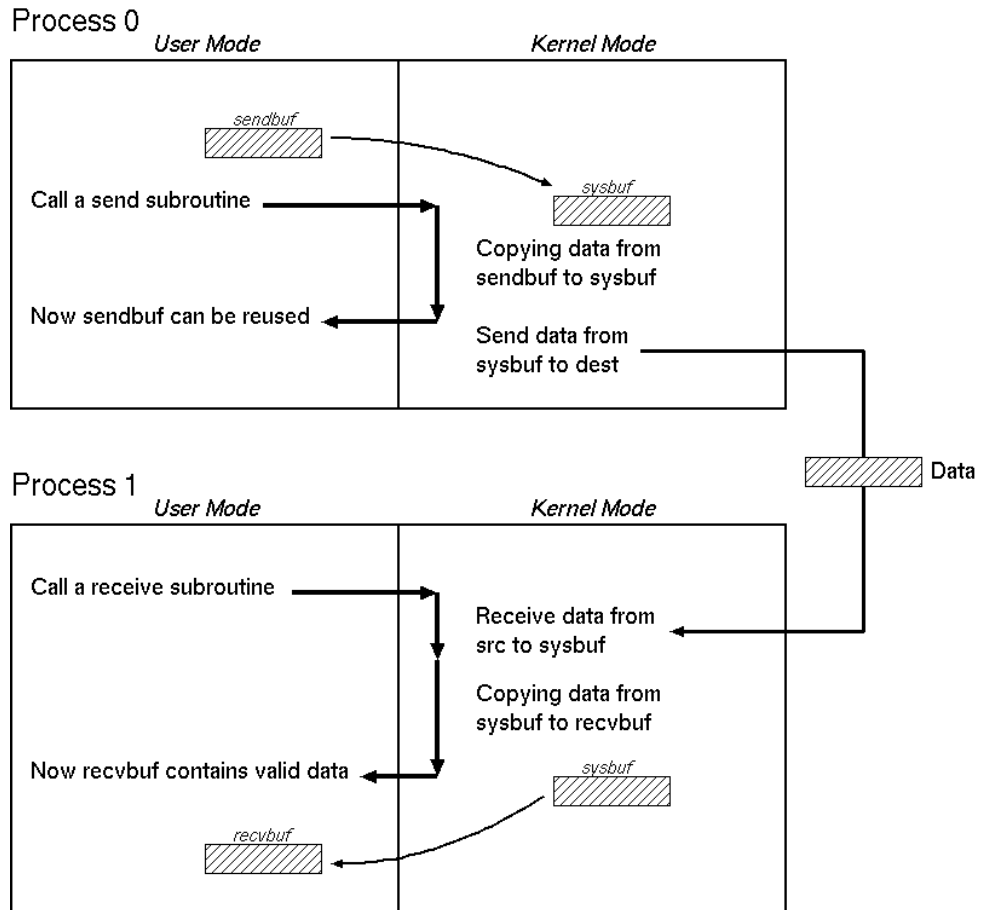 Process 0
User Mode
Kernel Mode
sendbuf
sysbuf
Call a send subroutine
Copying data from
sendbuf to sysbuf
Now sendbuf can be reused
Send data from
sysbuf to dest
Data
Process 1
User Mode
Kernel Mode
Call a receive subroutine
Receive data from
src to sysbuf
Copying data from
sysbuf to recvbuf
Now recvbuf contains valid data
sysbuf
recvbuf